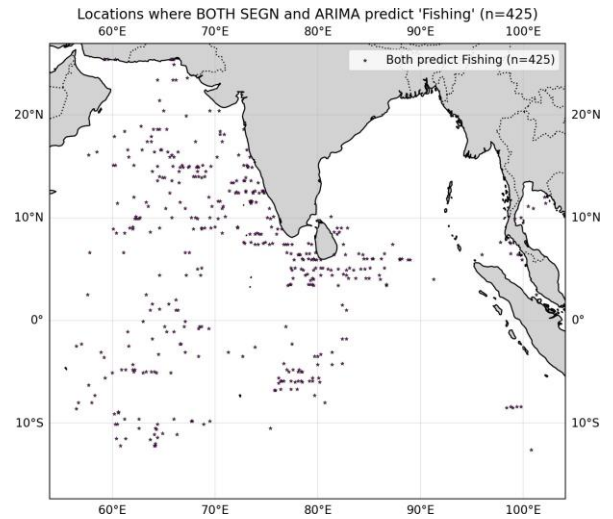 Locations where BOTH SEGN and ARIMA predict 'Fishing' (n=425)
60°E 70°E 80°E 90°E 100°E
Both predict Fishing (n=425)
20°N 20°N
10°N 10°N
0° 0°
10°S 10°S
60°E 70°E 80°E 90°E 100°E